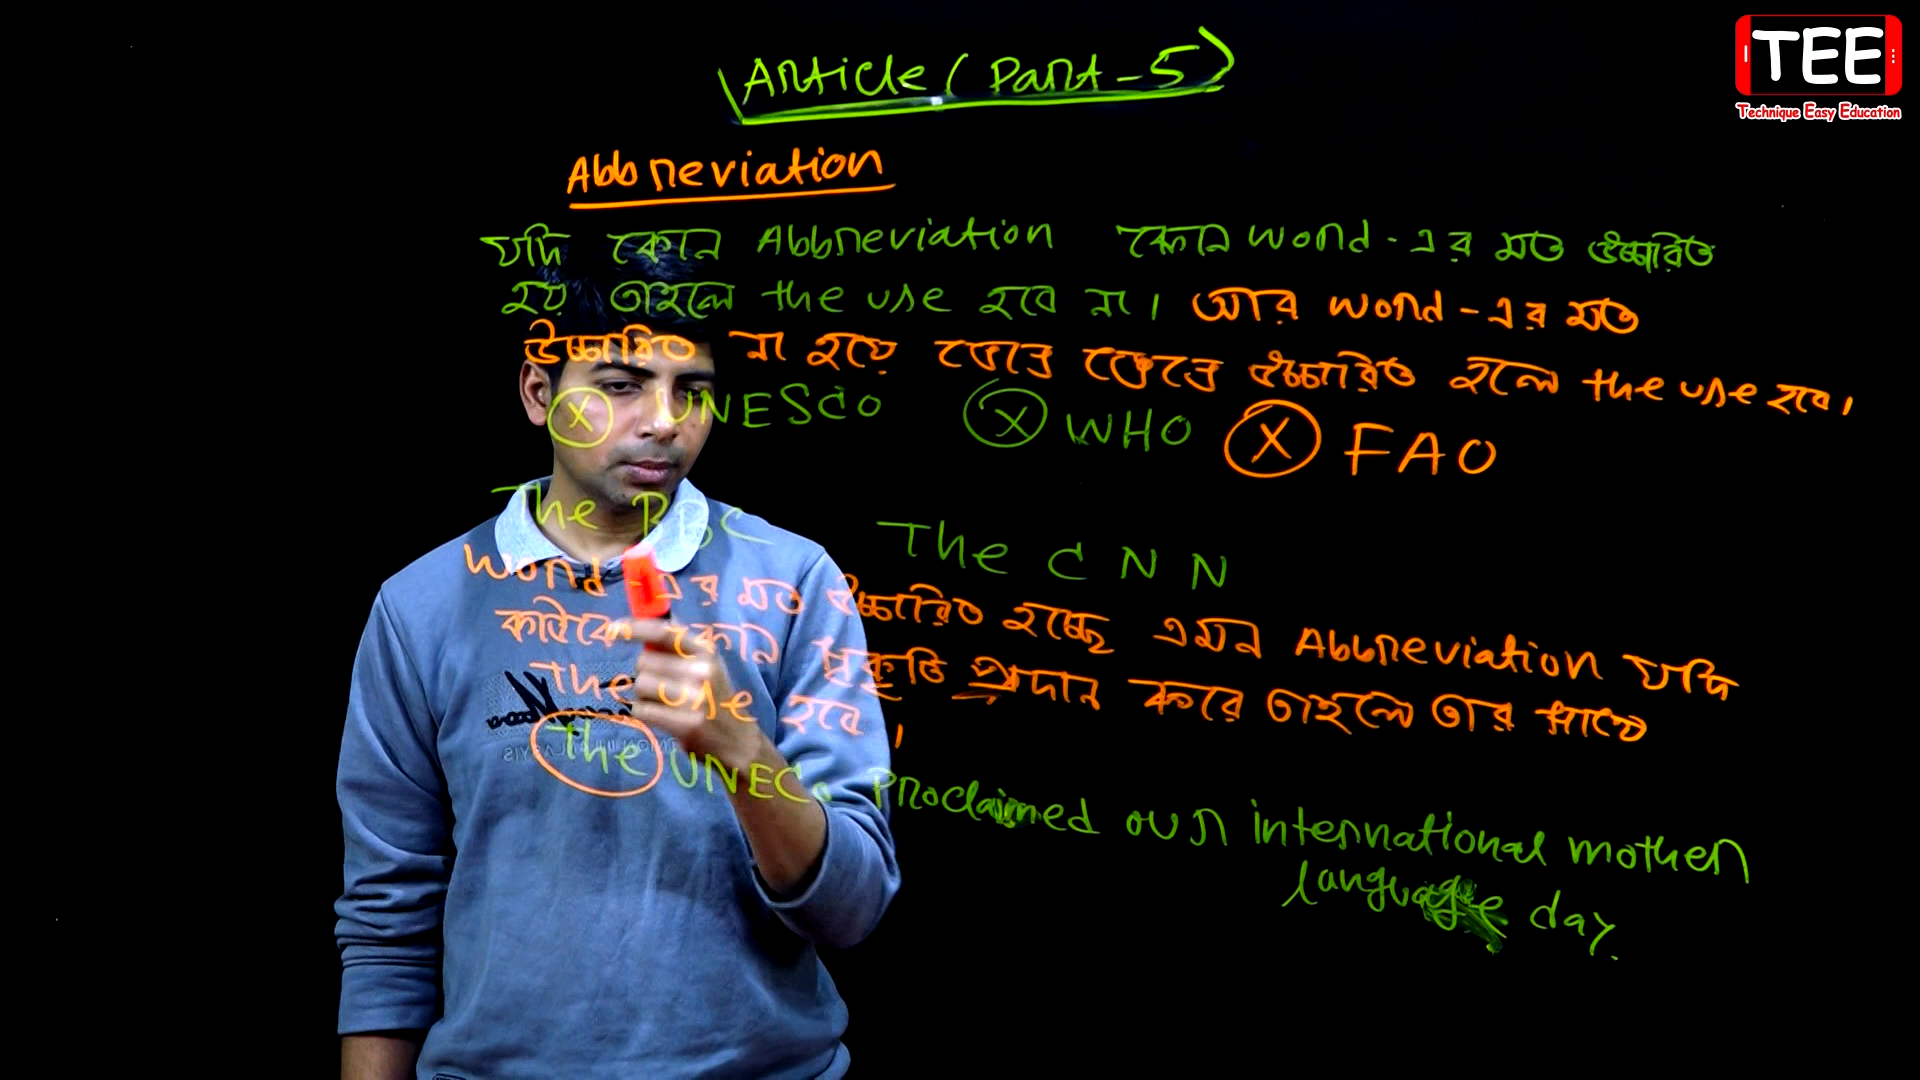 TEE
Technique Easy Education
Article (Part - 5)
Abbreviation
যদি কোন Abbreviation কোন word-এর মত উচ্চারিত
হয় তাহলে the use হবে না। আর word-এর মত
উচ্চারিত না হয়ে ভেঙে ভেঙে উচ্চারিত হলে the use হবে।
X UNESCO X WHO X FAO
The BBC The CNN
Word-এর মত উচ্চারিত হচ্ছে এমন Abbreviation যদি
কাউকে কোন স্বীকৃতি প্রদান করে তাহলে তার সাথে
The use হবে।
The UNECo Proclaimed our international mother
language day.